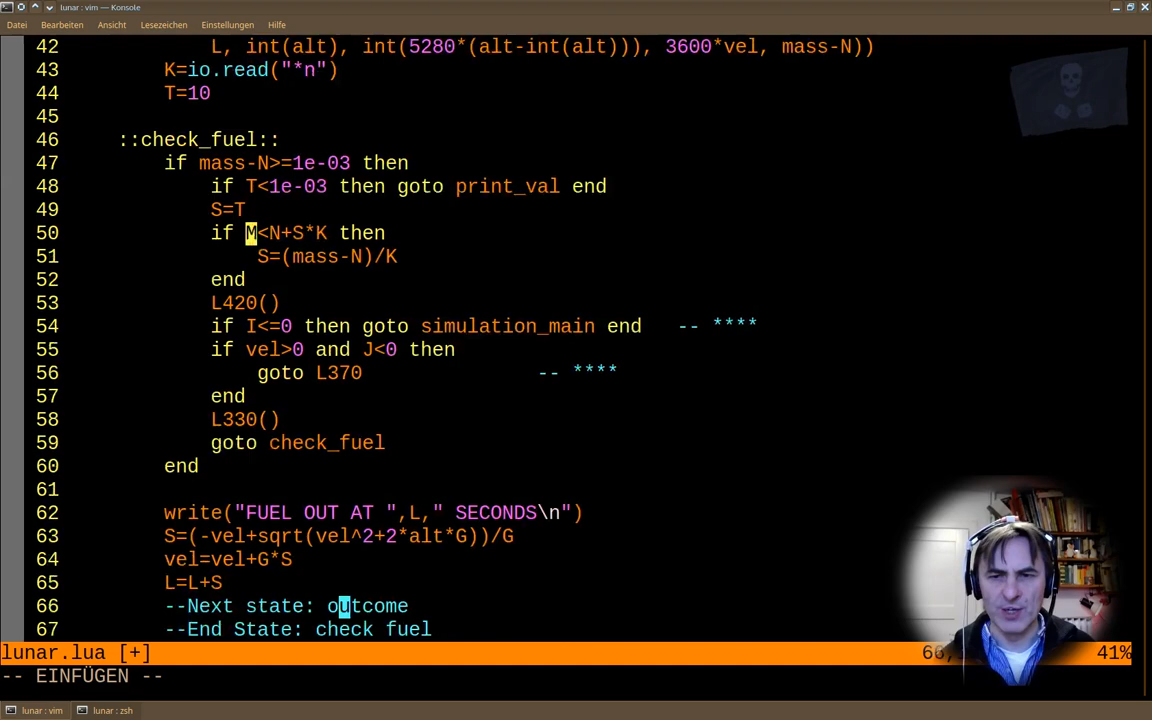 lunar : vim — Konsole
Datei Bearbeiten Ansicht Lesezeichen Einstellungen Hilfe
42 L, int(alt), int(5280*(alt-int(alt))), 3600*vel, mass-N))
43 K=io.read("*n")
44 T=10
45
46 ::check_fuel::
47 if mass-N>=1e-03 then
48 if T<1e-03 then goto print_val end
49 S=T
50 if M<N+S*K then
51 S=(mass-N)/K
52 end
53 L420()
54 if I<=0 then goto simulation_main end -- ****
55 if vel>0 and J<0 then
56 goto L370 -- ****
57 end
58 L330()
59 goto check_fuel
60 end
61
62 write("FUEL OUT AT ",L," SECONDS\n")
63 S=(-vel+sqrt(vel^2+2*alt*G))/G
64 vel=vel+G*S
65 L=L+S
66 --Next state: outcome
67 --End State: check fuel
lunar.lua [+] 41%
-- EINFÜGEN --
lunar : vim lunar : zsh